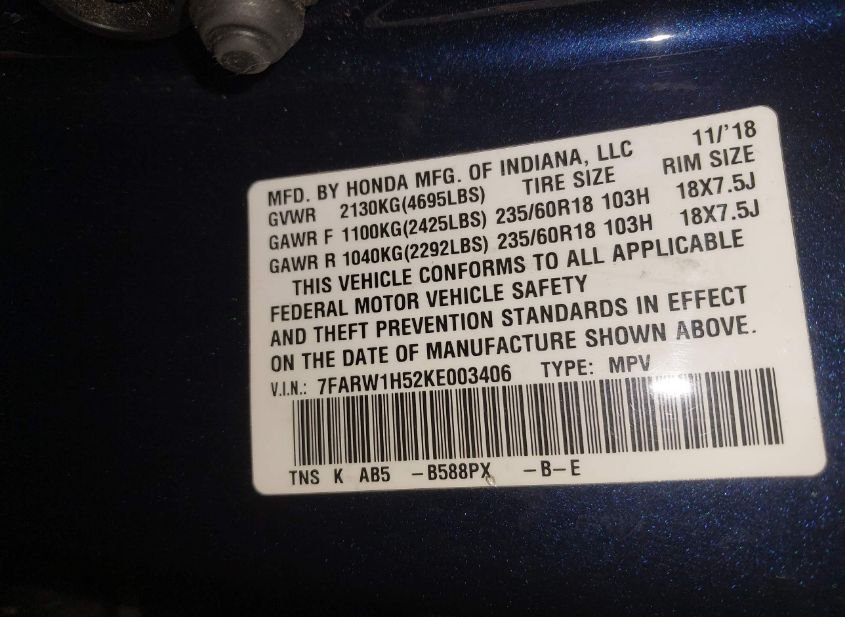 MFD. BY HONDA MFG. OF INDIANA, LLC 11/'18
GVWR 2130KG(4695LBS) TIRE SIZE RIM SIZE
GAWR F 1100KG(2425LBS) 235/60R18 103H 18X7.5J
GAWR R 1040KG(2292LBS) 235/60R18 103H 18X7.5J
THIS VEHICLE CONFORMS TO ALL APPLICABLE
FEDERAL MOTOR VEHICLE SAFETY
AND THEFT PREVENTION STANDARDS IN EFFECT
ON THE DATE OF MANUFACTURE SHOWN ABOVE.
V.I.N.: 7FARW1H52KE003406 TYPE: MPV
TNS K AB5 -B588PX -B-E